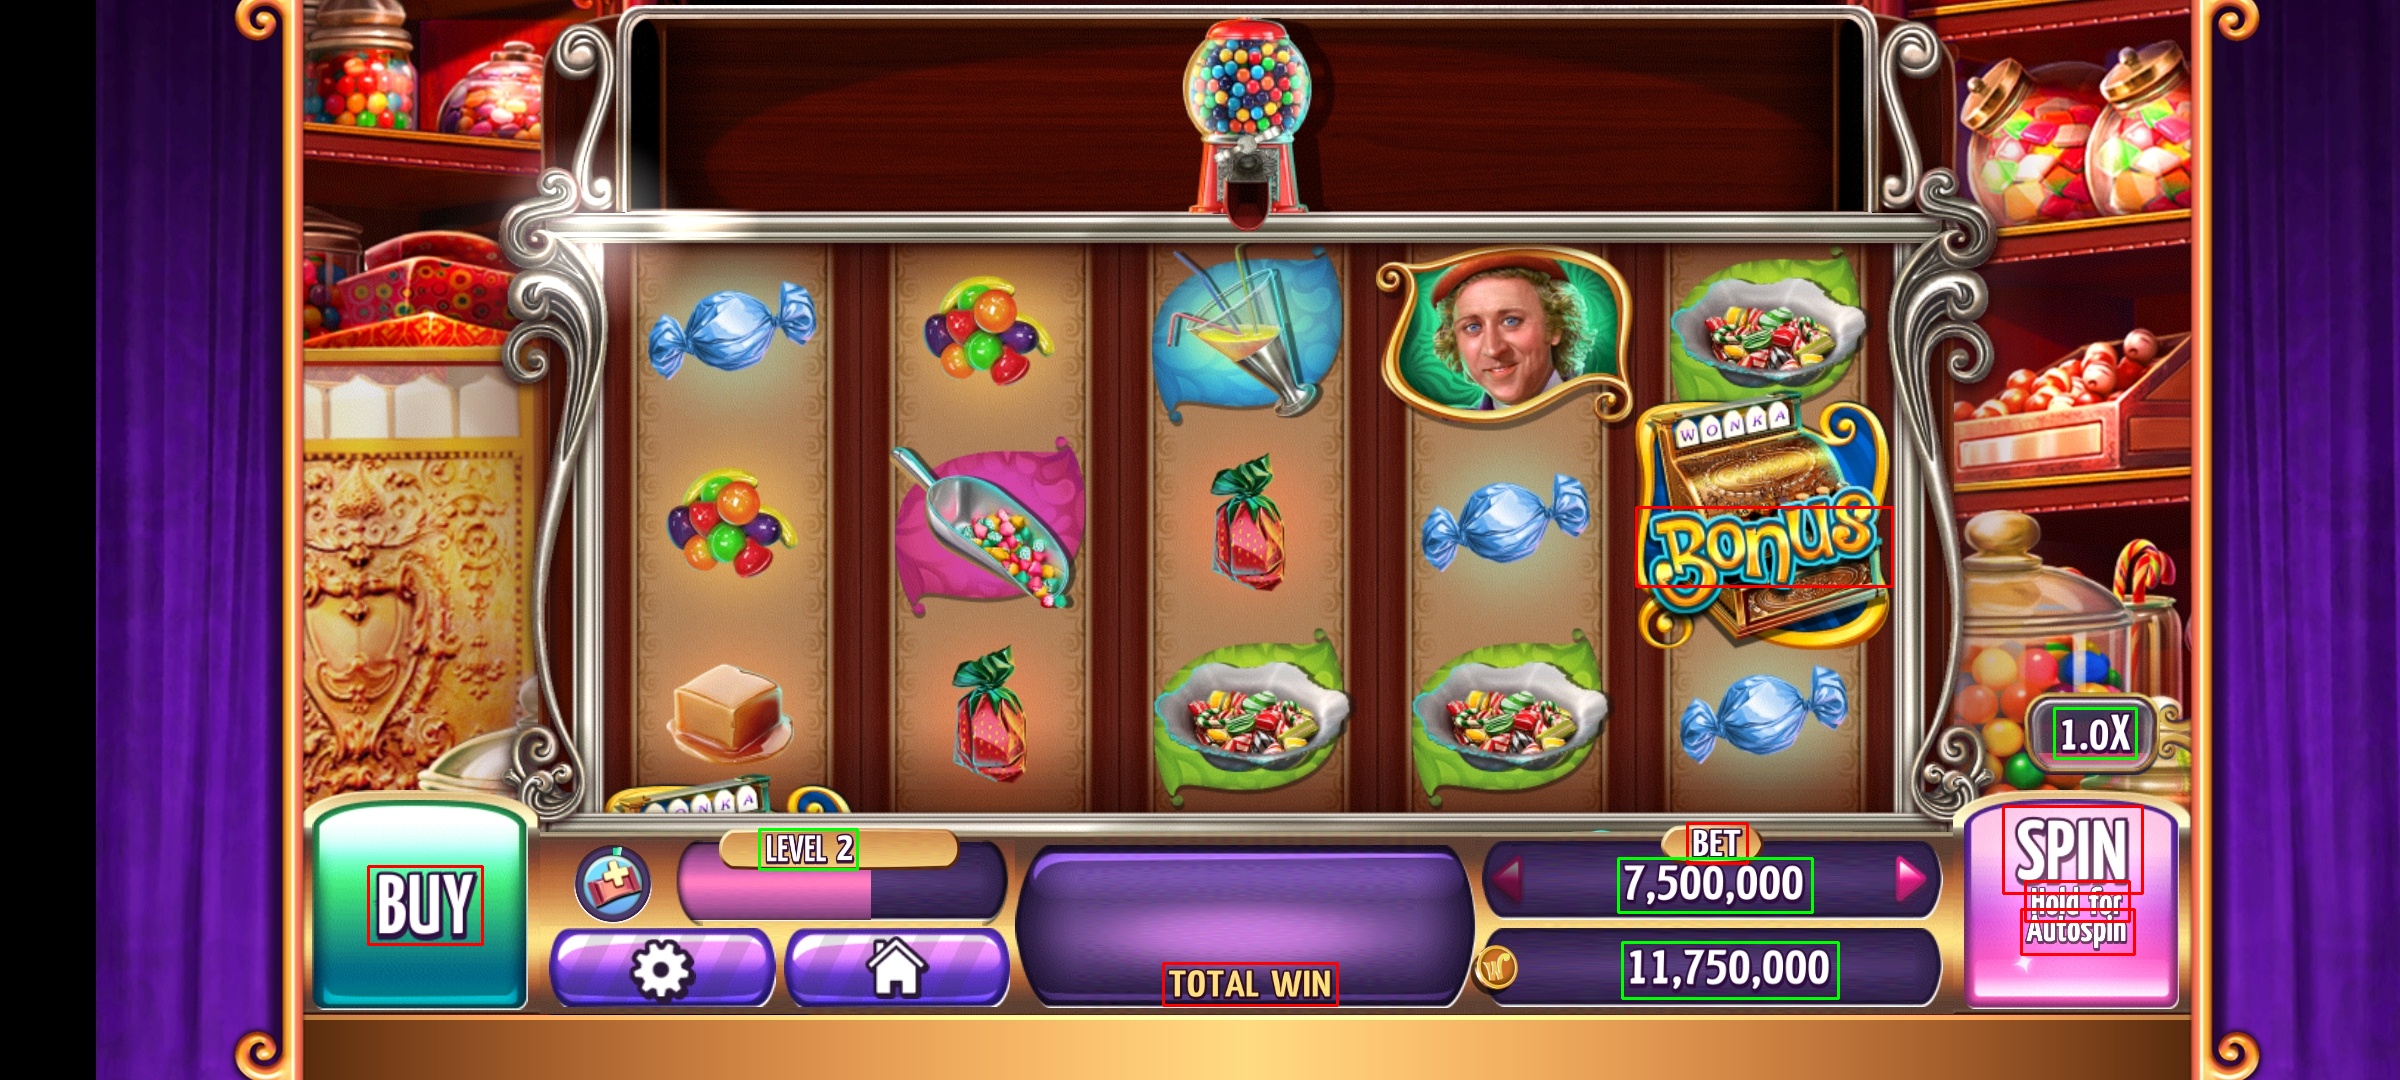 WONKA
Bonus
1.0X
LEVEL 2
BET
7,500,000
SPIN
Hold for
Autospin
BUY
11,750,000
TOTAL WIN